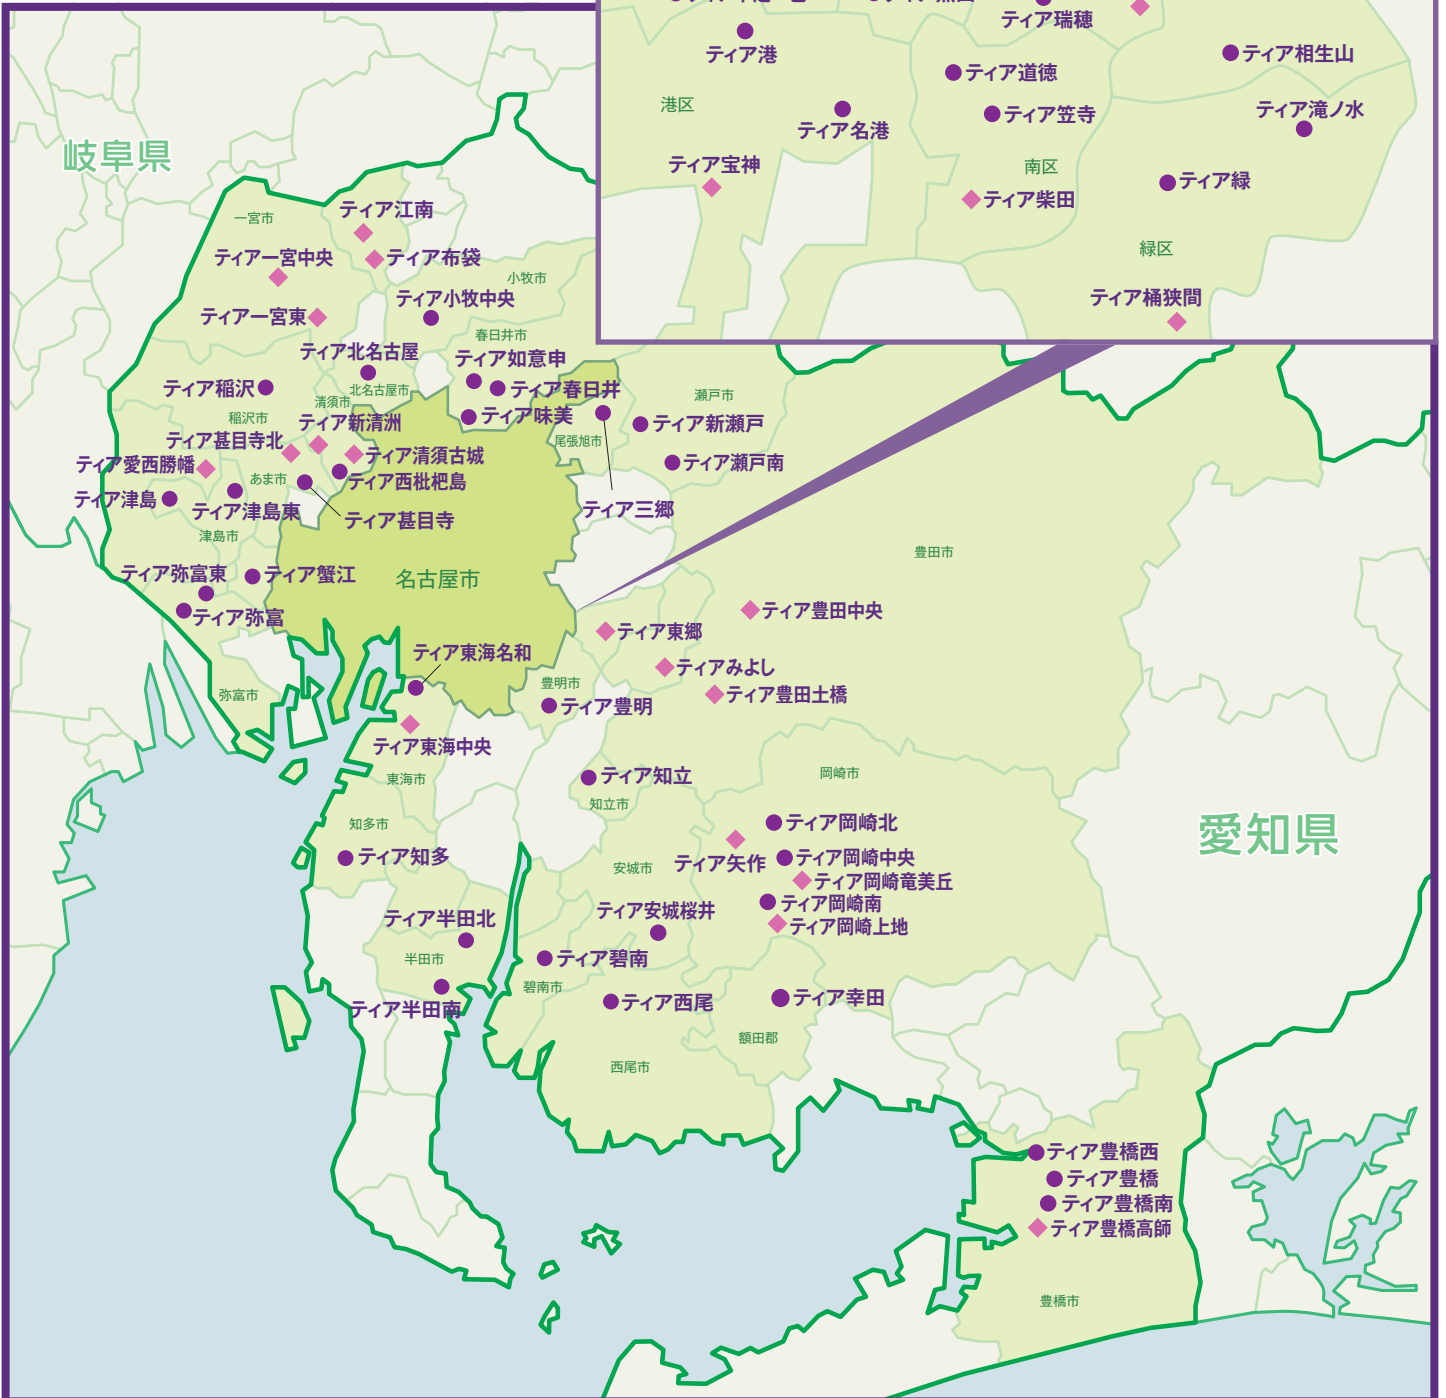 ティア瑞穂
ティア港
ティア相生山
ティア道徳
港区
ティア名港
ティア笠寺
ティア滝ノ水
ティア宝神
南区
ティア緑
ティア柴田
緑区
ティア桶狭間
岐阜県
一宮市
ティア江南
ティア一宮中央
ティア布袋
小牧市
ティア小牧中央
ティア一宮東
春日井市
ティア北名古屋
ティア如意申
ティア稲沢
北名古屋市
ティア春日井
瀬戸市
清須市
稲沢市
ティア新清洲
ティア味美
ティア新瀬戸
ティア甚目寺北
尾張旭市
ティア愛西勝幡
ティア清須古城
ティア瀬戸南
あま市
ティア西枇杷島
ティア津島
ティア津島東
ティア三郷
ティア甚目寺
津島市
豊田市
ティア弥富東
ティア蟹江
名古屋市
ティア弥富
ティア豊田中央
ティア東郷
ティア東海名和
ティアみよし
弥富市
豊明市
ティア豊田土橋
ティア豊明
ティア東海中央
東海市
ティア知立
岡崎市
知立市
知多市
ティア岡崎北
愛知県
ティア知多
安城市
ティア矢作
ティア岡崎中央
ティア岡崎竜美丘
ティア岡崎南
ティア安城桜井
ティア半田北
ティア岡崎上地
半田市
ティア碧南
碧南市
ティア半田南
ティア西尾
ティア幸田
額田郡
西尾市
ティア豊橋西
ティア豊橋
ティア豊橋南
ティア豊橋高師
豊橋市